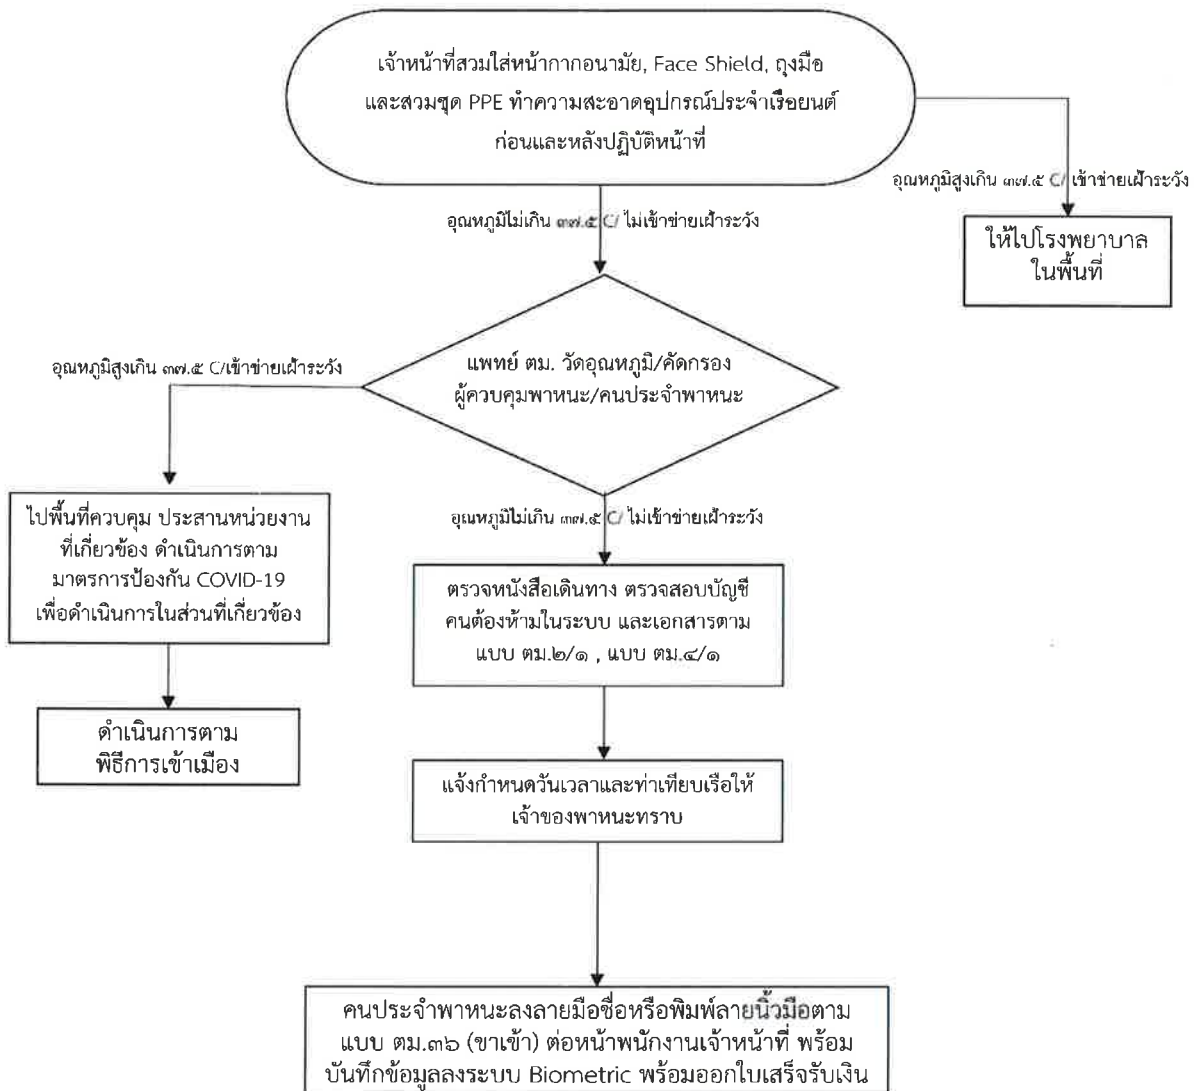 เจ้าหน้าที่สวมใส่หน้ากากอนามัย, Face Shield, ถุงมือ
และสวมชุด PPE ทำความสะอาดอุปกรณ์ประจำเรือยนต์
ก่อนและหลังปฏิบัติหน้าที่
อุณหภูมิสูงเกิน ๓๗.๕ C/ เข้าข่ายเฝ้าระวัง
อุณหภูมิไม่เกิน ๓๗.๕ C/ ไม่เข้าข่ายเฝ้าระวัง
ให้ไปโรงพยาบาล
ในพื้นที่
แพทย์ ตม. วัดอุณหภูมิ/คัดกรอง
ผู้ควบคุมพาหนะ/คนประจำพาหนะ
อุณหภูมิสูงเกิน ๓๗.๕ C/เข้าข่ายเฝ้าระวัง
ไปพื้นที่ควบคุม ประสานหน่วยงาน
ที่เกี่ยวข้อง ดำเนินการตาม
มาตรการป้องกัน COVID-19
เพื่อดำเนินการในส่วนที่เกี่ยวข้อง
อุณหภูมิไม่เกิน ๓๗.๕ C/ ไม่เข้าข่ายเฝ้าระวัง
ตรวจหนังสือเดินทาง ตรวจสอบบัญชี
คนต้องห้ามในระบบ และเอกสารตาม
แบบ ตม.๒/๑ , แบบ ตม.๔/๑
ดำเนินการตาม
พิธีการเข้าเมือง
แจ้งกำหนดวันเวลาและท่าเทียบเรือให้
เจ้าของพาหนะทราบ
คนประจำพาหนะลงลายมือชื่อหรือพิมพ์ลายนิ้วมือตาม
แบบ ตม.๓๖ (ขาเข้า) ต่อหน้าพนักงานเจ้าหน้าที่ พร้อม
บันทึกข้อมูลลงระบบ Biometric พร้อมออกใบเสร็จรับเงิน